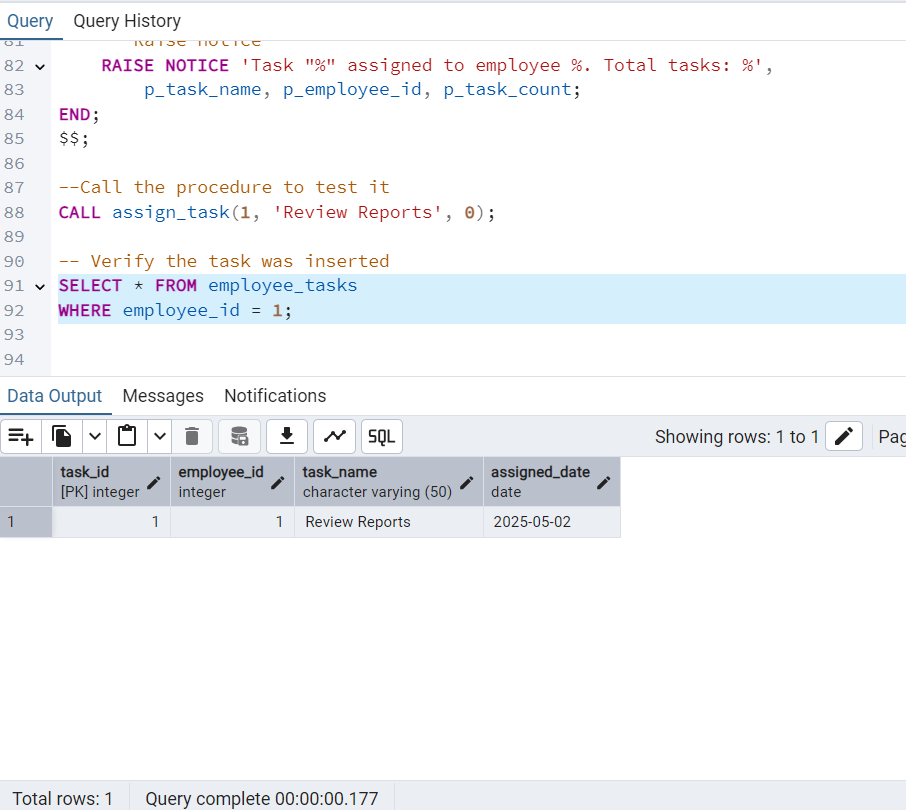 Query Query History
81 Raise notice
82 RAISE NOTICE 'Task "%" assigned to employee %. Total tasks: %',
83 p_task_name, p_employee_id, p_task_count;
84 END;
85 $$;
86
87 --Call the procedure to test it
88 CALL assign_task(1, 'Review Reports', 0);
89
90 -- Verify the task was inserted
91 SELECT * FROM employee_tasks
92 WHERE employee_id = 1;
93
94
Data Output Messages Notifications
SQL Showing rows: 1 to 1 Pag
task_id employee_id task_name assigned_date
[PK] integer integer character varying (50) date
1 1 1 Review Reports 2025-05-02
Total rows: 1 Query complete 00:00:00.177